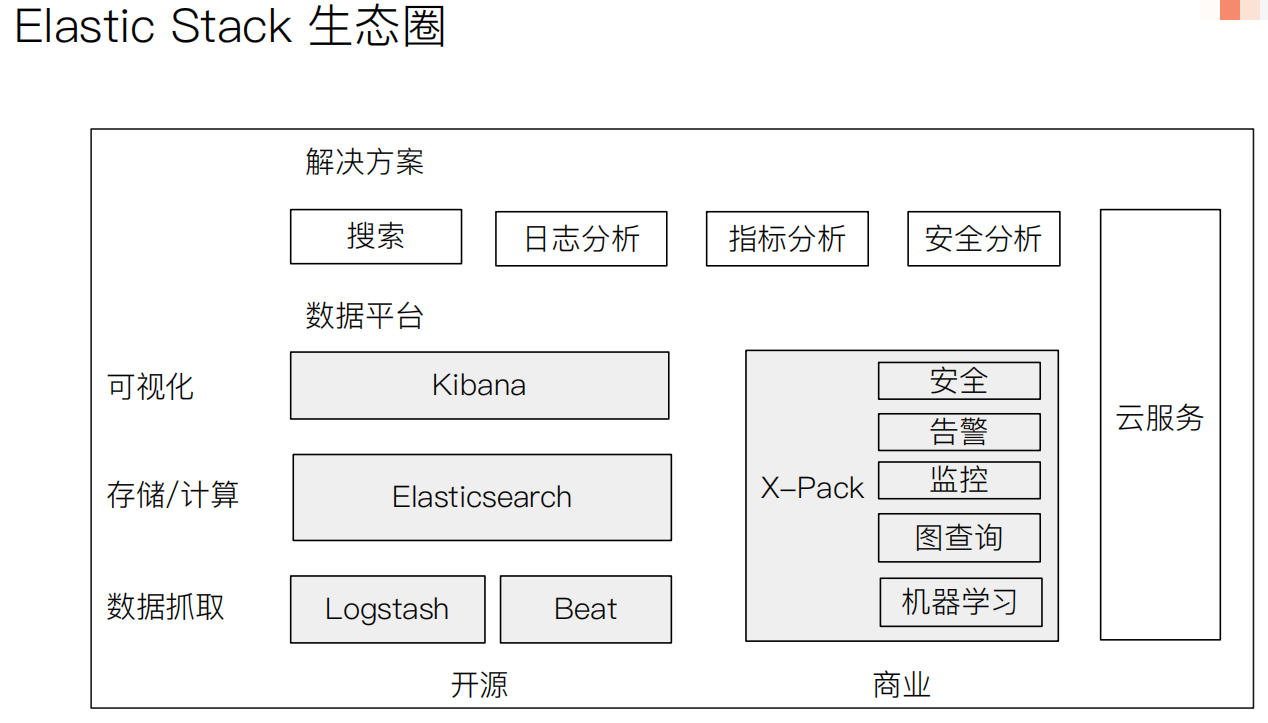 Elastic Stack 生态圈
解决方案
搜索
日志分析
指标分析
安全分析
数据平台
可视化
Kibana
存储/计算
Elasticsearch
数据抓取
Logstash
Beat
X-Pack
安全
告警
监控
图查询
机器学习
云服务
开源
商业